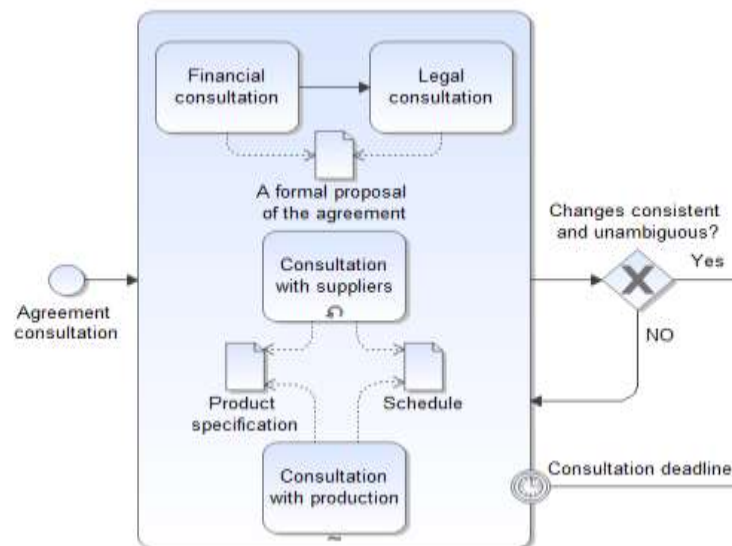 Financial
consultation
Legal
consultation
A formal proposal
of the agreement
Changes consistent
and unambiguous?
Yes
NO
Agreement
consultation
Consultation
with suppliers
Product
specification
Schedule
Consultation
with production
Consultation deadline